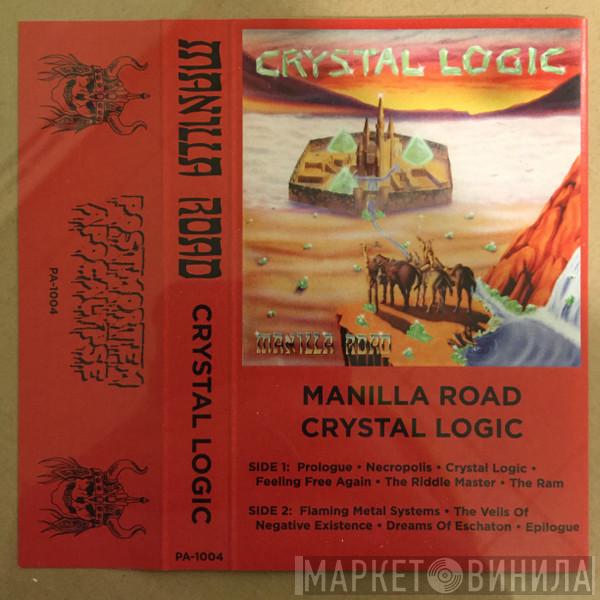 PA-1004
MANILLA ROAD
CRYSTAL LOGIC
PA-1004
CRYSTAL LOGIC
MANILLA ROAD
MANILLA ROAD
CRYSTAL LOGIC
SIDE 1: Prologue • Necropolis • Crystal Logic •
Feeling Free Again • The Riddle Master • The Ram
SIDE 2: Flaming Metal Systems • The Veils Of
Negative Existence • Dreams Of Eschaton • Epilogue
МАРКЕТ ВИНИЛА